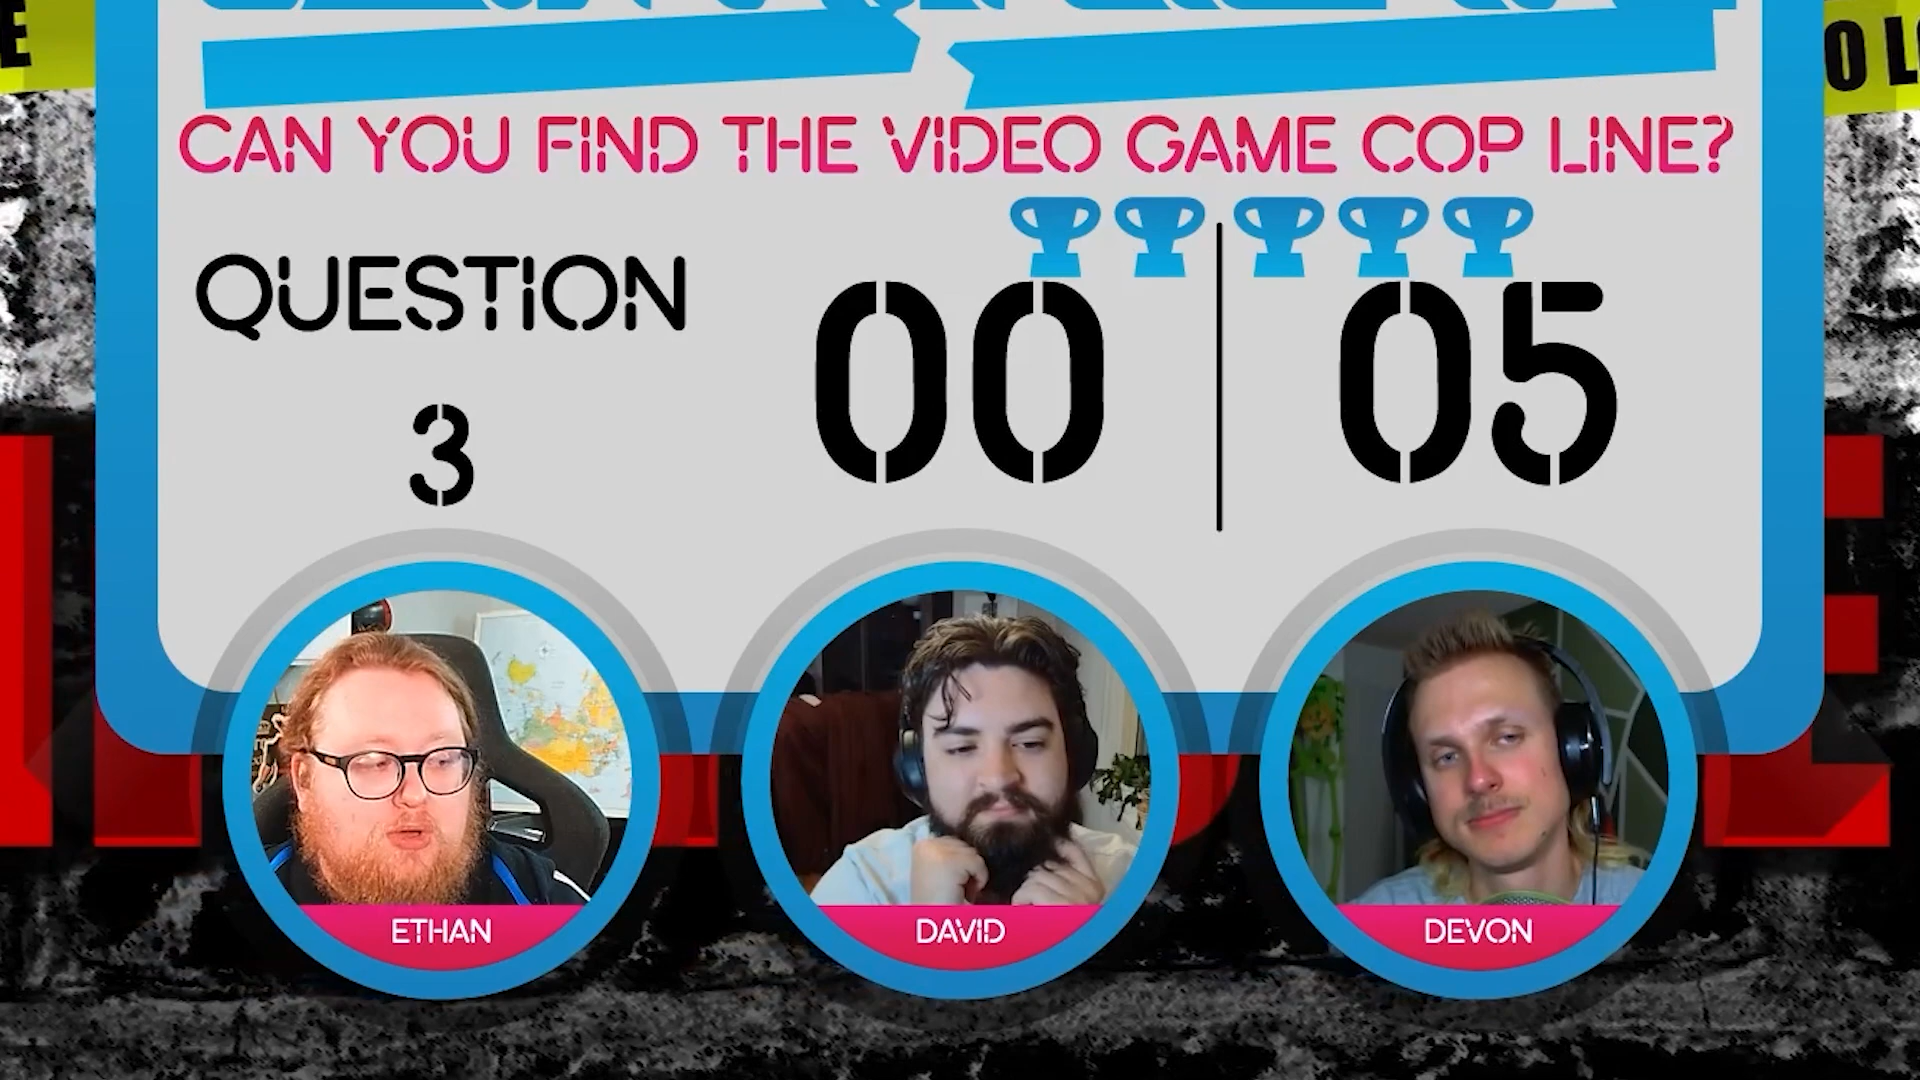 CAN YOU FIND THE VIDEO GAME COP LINE?
QUESTION
3
00
05
ETHAN
DAVID
DEVON